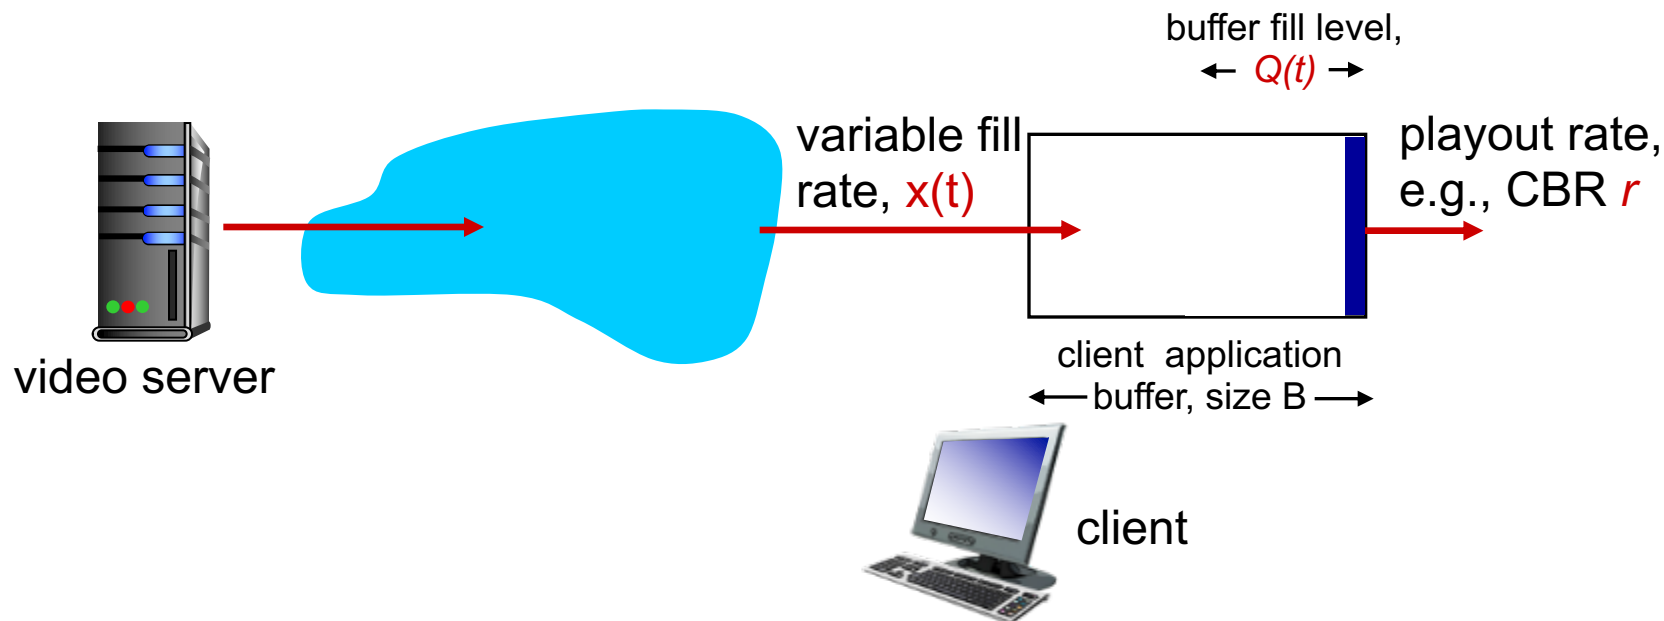 buffer fill level,
Q(t)
variable fill
rate, x(t)
playout rate,
e.g., CBR r
video server
client application
buffer, size B
client